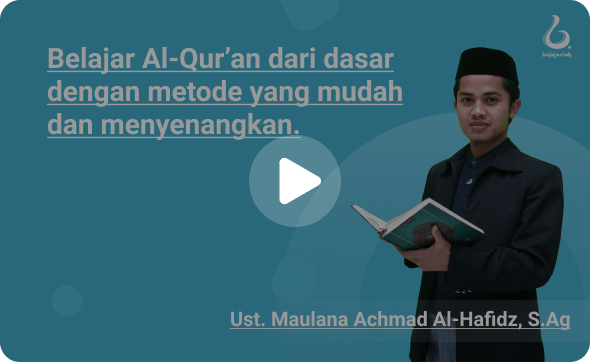 Belajar Al-Qur’an dari dasar
dengan metode yang mudah
dan menyenangkan.
Ust. Maulana Achmad Al-Hafidz, S.Ag